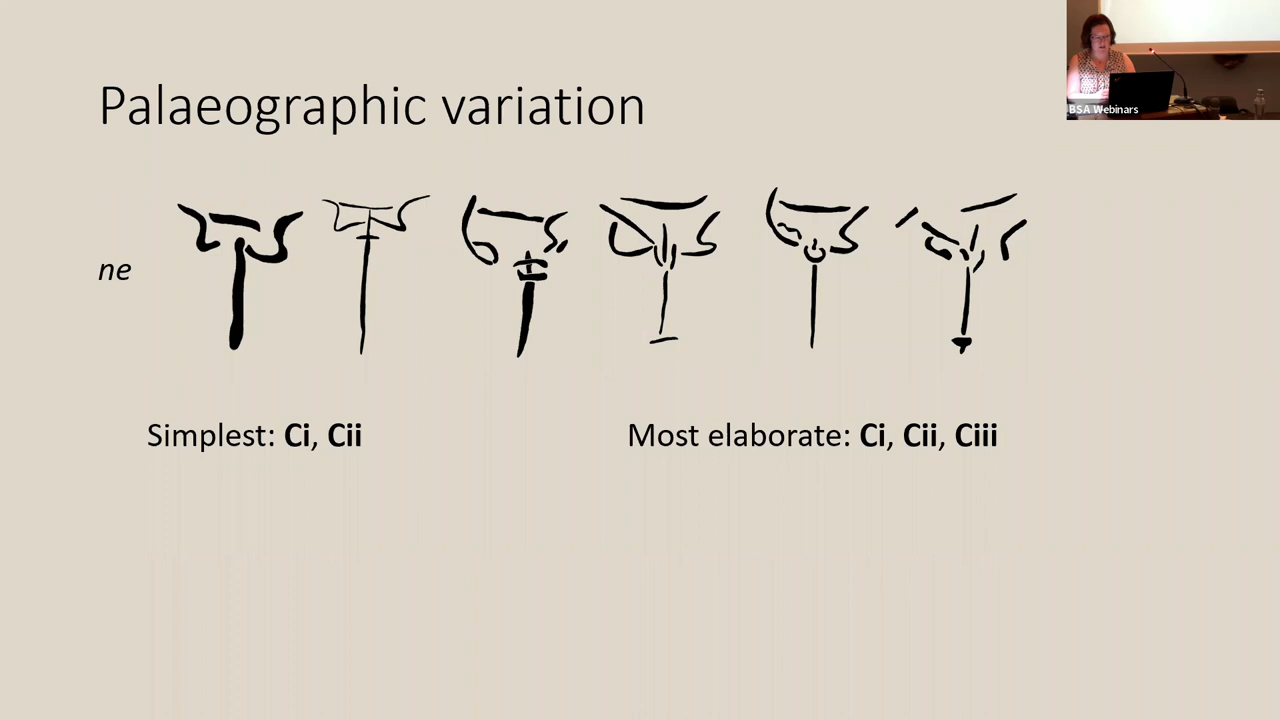 Palaeographic variation
BSA Webinars
ne
Simplest: Ci, Cii
Most elaborate: Ci, Cii, Ciii